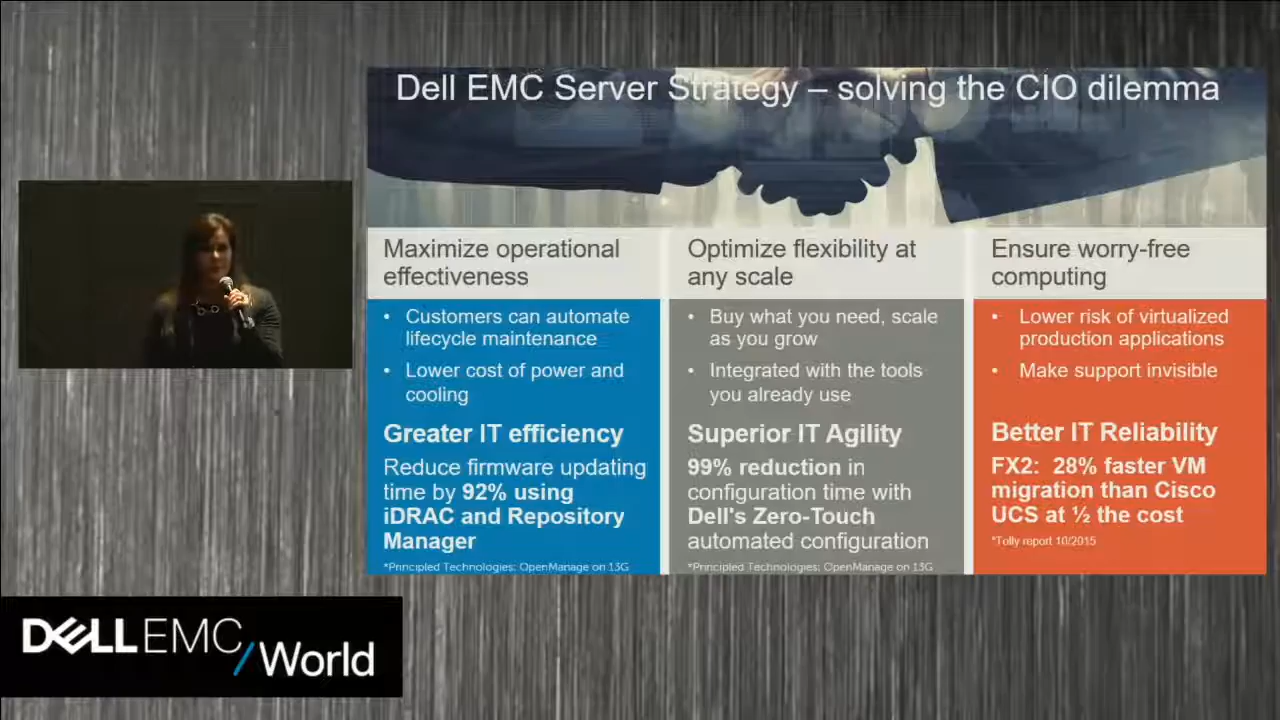 Dell EMC Server Strategy – solving the CIO dilemma
Maximize operational
effectiveness
• Customers can automate
lifecycle maintenance
• Lower cost of power and
cooling
Greater IT efficiency
Reduce firmware updating
time by 92% using
iDRAC and Repository
Manager
*Principled Technologies: OpenManage on 13G
Optimize flexibility at
any scale
• Buy what you need, scale
as you grow
• Integrated with the tools
you already use
Superior IT Agility
99% reduction in
configuration time with
Dell's Zero-Touch
automated configuration
*Principled Technologies: OpenManage on 13G
Ensure worry-free
computing
• Lower risk of virtualized
production applications
• Make support invisible
Better IT Reliability
FX2: 28% faster VM
migration than Cisco
UCS at ½ the cost
*Tolly report 10/2015
DELL EMC
/World